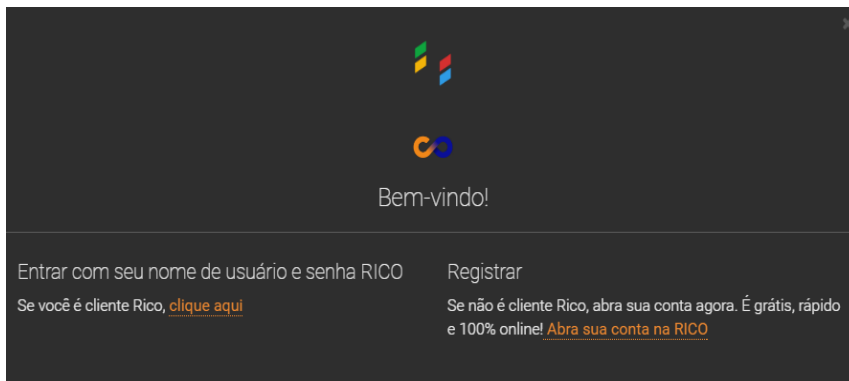 Bem-vindo!
Entrar com seu nome de usuário e senha RICO
Se você é cliente Rico, clique aqui
Registrar
Se não é cliente Rico, abra sua conta agora. É grátis, rápido
e 100% online! Abra sua conta na RICO